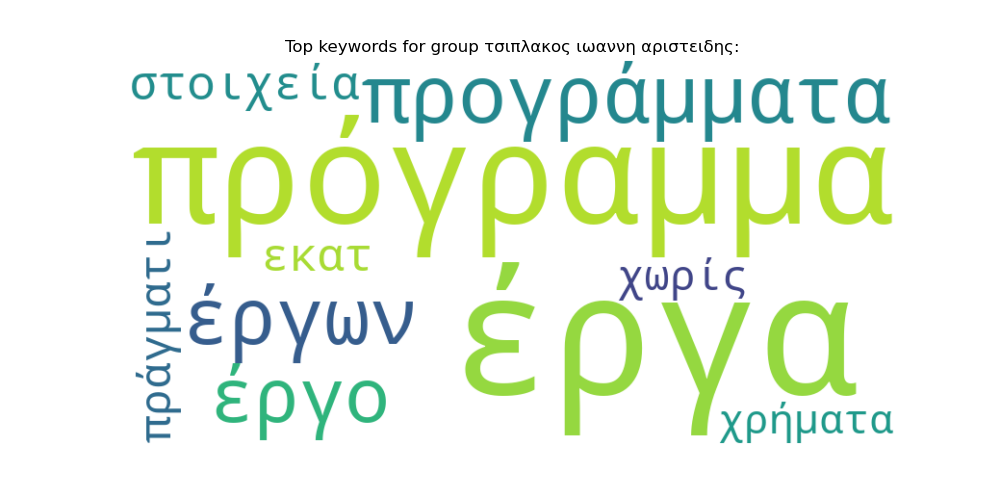 Top keywords for group τσιπλακος ιωαννη αριστειδης:
στοιχεία προγράμματα
πρόγραμμα
πράγματι
εκατ
χωρίς
έργων
έργα
έργο
χρήματα